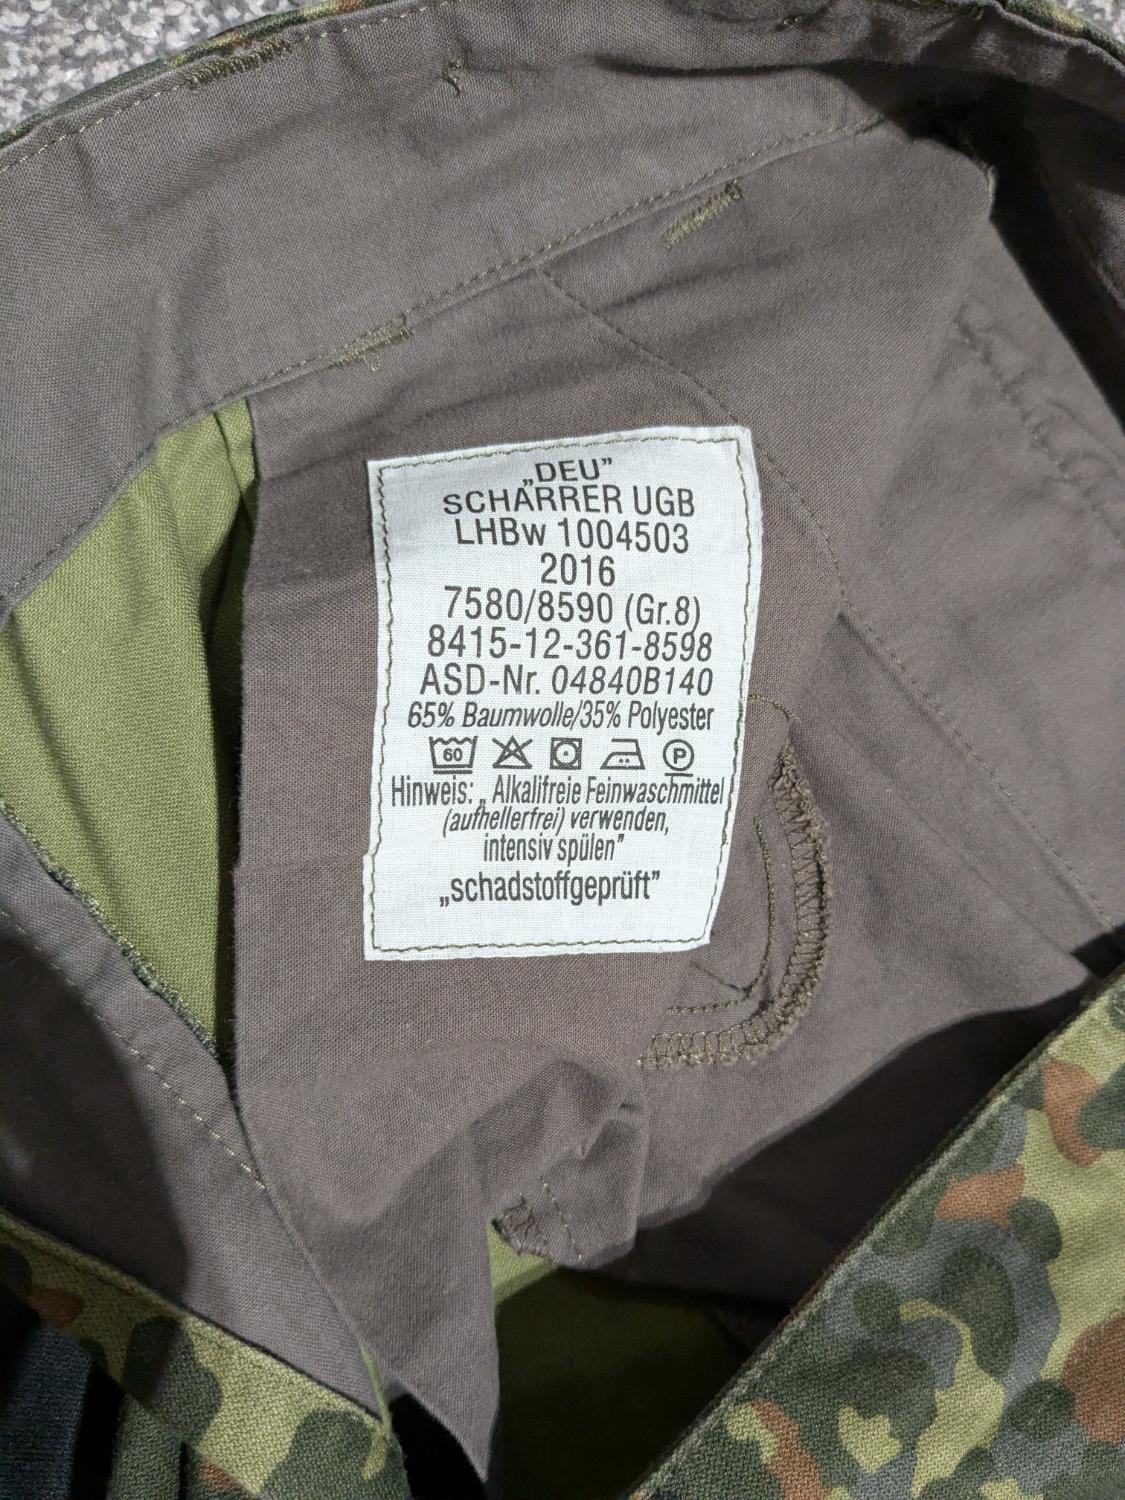 „DEU”
SCHARRER UGB
LHBw 1004503
2016
7580/8590 (Gr.8)
8415-12-361-8598
ASD-Nr. 04840B140
65% Baumwolle/35% Polyester
60 P
Hinweis: „ Alkalifreie Feinwaschmittel
(aufhellerfrei) verwenden,
intensiv spülen”
„schadstoffgeprüft”